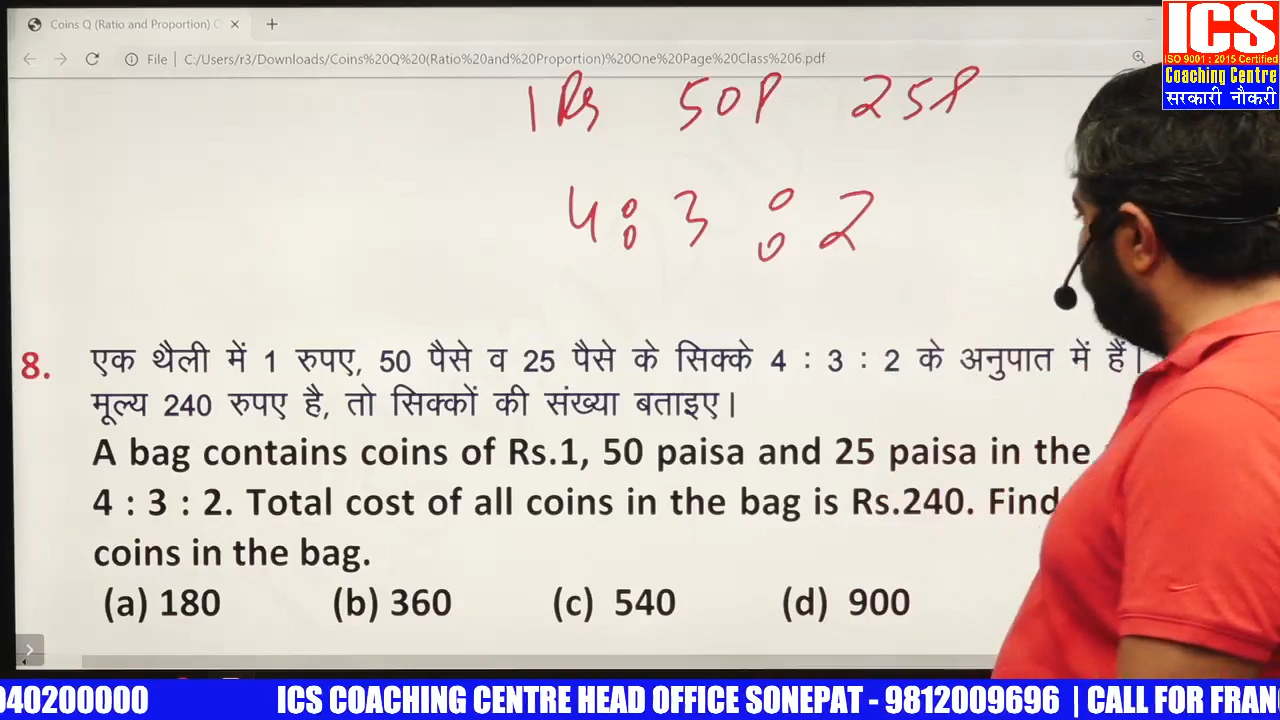 Coins Q (Ratio and Proportion) O
File | C:/Users/r3/Downloads/Coins%20Q%20(Ratio%20and%20Proportion)%20One%20Page%20Class%206.pdf
ICS
ISO 9001 : 2015 Certified
Coaching Centre
सरकारी नौकरी
1 Rs 50P 25P
4 : 3 : 2
8. एक थैली में 1 रुपए, 50 पैसे व 25 पैसे के सिक्के 4 : 3 : 2 के अनुपात में हैं।
मूल्य 240 रुपए है, तो सिक्कों की संख्या बताइए।
A bag contains coins of Rs.1, 50 paisa and 25 paisa in the
4 : 3 : 2. Total cost of all coins in the bag is Rs.240. Find
coins in the bag.
(a) 180 (b) 360 (c) 540 (d) 900
040200000 ICS COACHING CENTRE HEAD OFFICE SONEPAT - 9812009696 | CALL FOR FRAN